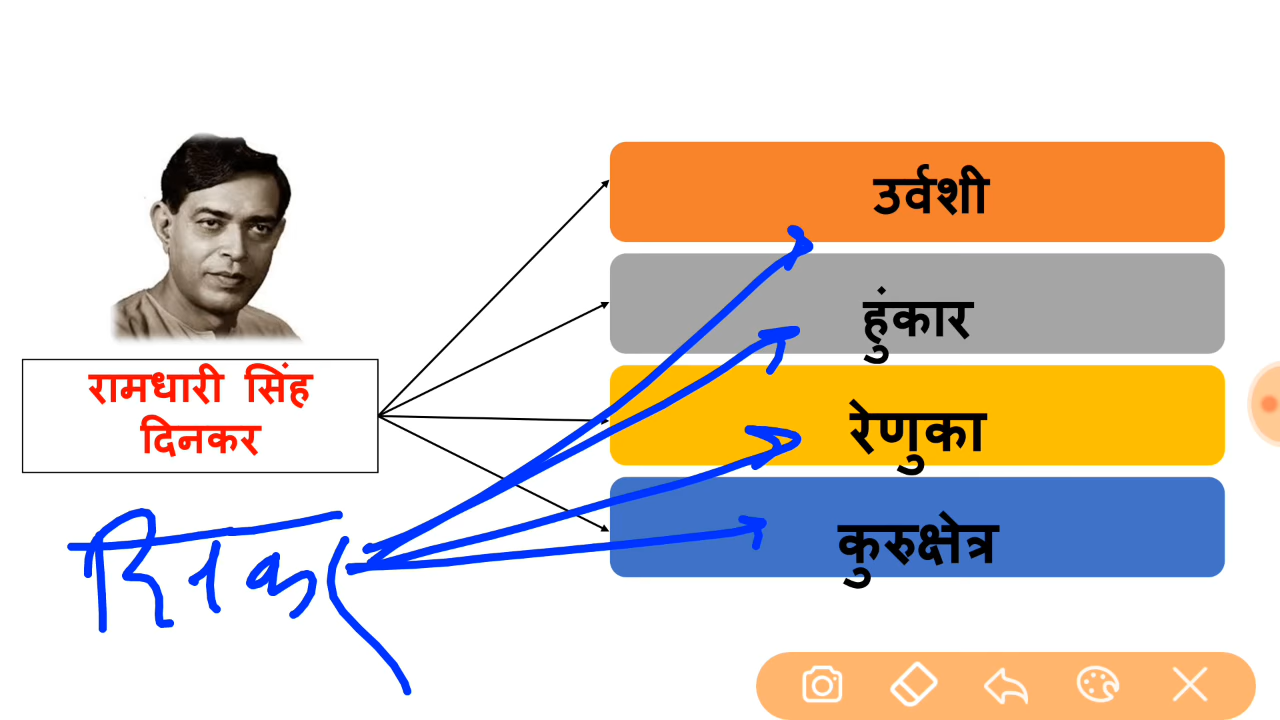 रामधारी सिंह
दिनकर
उर्वशी
हुंकार
रेणुका
कुरुक्षेत्र
दिनकर